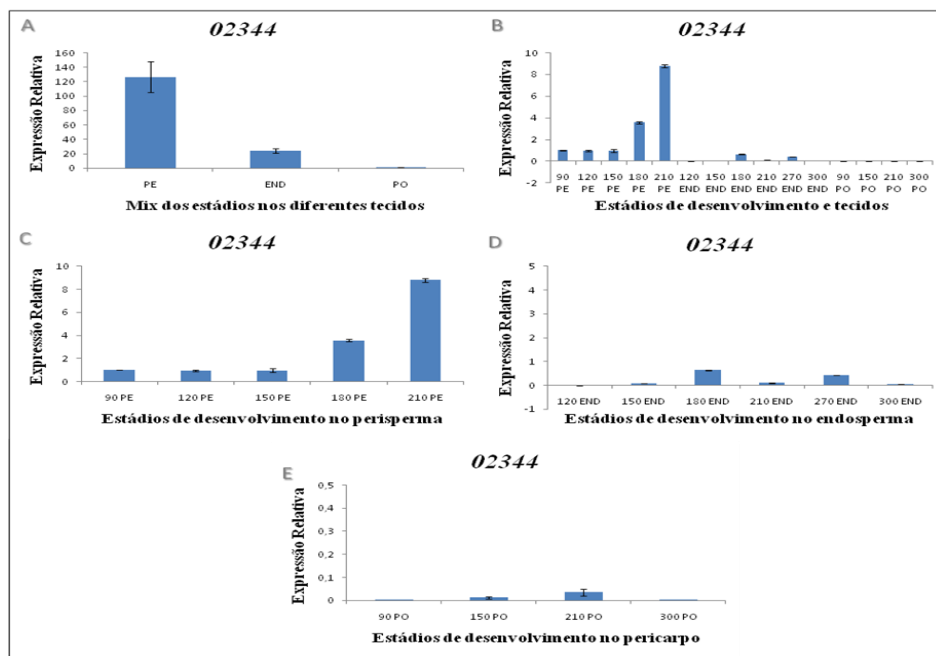 A
02344
Expressão Relativa
160
140
120
100
80
60
40
20
0
PE END PO
Mix dos estádios nos diferentes tecidos
B
02344
Expressão Relativa
10
8
6
4
2
0
-2
90 120 150 180 210 120 150 180 210 270 300 90 150 210 300
PE PE PE PE PE END END END END END END PO PO PO PO
Estádios de desenvolvimento e tecidos
C
02344
Expressão Relativa
10
8
6
4
2
0
90 PE 120 PE 150 PE 180 PE 210 PE
Estádios de desenvolvimento no perisperma
D
02344
Expressão Relativa
5
4
3
2
1
0
-1
120 END 150 END 180 END 210 END 270 END 300 END
Estádios de desenvolvimento no endosperma
E
02344
Expressão Relativa
0,5
0,4
0,3
0,2
0,1
0
90 PO 150 PO 210 PO 300 PO
Estádios de desenvolvimento no pericarpo